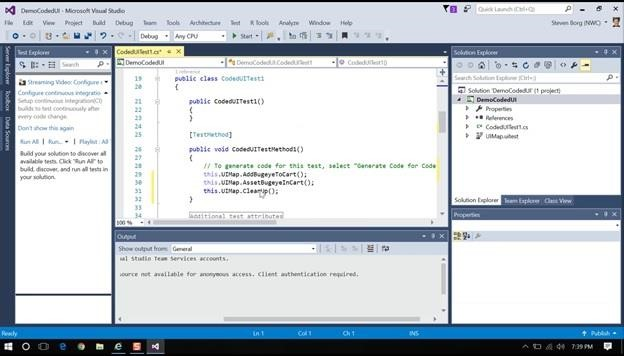 DemoCodedUI - Microsoft Visual Studio
Quick Launch (Ctrl+Q)
File Edit View Project Build Debug Team Tools Architecture Test R Tools Analyze Window Help
Steven Borg (NWC)
Debug Any CPU Start
Server Explorer
Toolbox
Data Sources
Test Explorer
Search
Streaming Video: Configure c
Configure continuous integratio
Setup continuous integration(CI)
builds to test continuously after
every code change.
Don't show this again
Run All | Run... | Playlist : All
Build your solution to discover all
available tests. Click "Run All" to
build, discover, and run all tests in
your solution.
CodedUITest1.cs*
DemoCodedUI
DemoCodedUI.CodedUITest1
CodedUITest1()
1 reference
19 public class CodedUITest1
20 {
21 public CodedUITest1()
22 {
23 }
24
25 [TestMethod]
26 public void CodedUITestMethod1()
27 {
28 // To generate code for this test, select "Generate Code for Code
29 this.UIMap.AddBugeyeToCart();
30 this.UIMap.AssetBugeyeInCart();
31 this.UIMap.CleanUp();
32 }
33
34 Additional test attributes
100 %
Output
Show output from: General
ual Studio Team Services accounts.
source not available for anonymous access. Client authentication required.
Solution Explorer
Search Solution Explorer (Ctrl+;)
Solution 'DemoCodedUI' (1 project)
DemoCodedUI
Properties
References
CodedUITest1.cs
UIMap.uitest
Solution Explorer Team Explorer Class View
Properties
Ready
Ln 1 Col 1 Ch 1 INS
7:39 PM